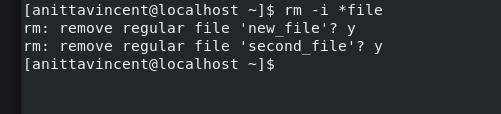 [anittavincent@localhost ~]$ rm -i *file
rm: remove regular file 'new_file'? y
rm: remove regular file 'second_file'? y
[anittavincent@localhost ~]$